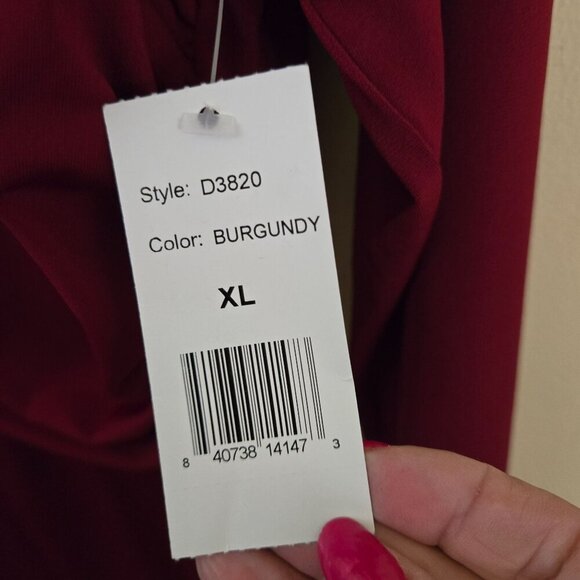 Style: D3820
Color: BURGUNDY
XL
8 40738 14147 3